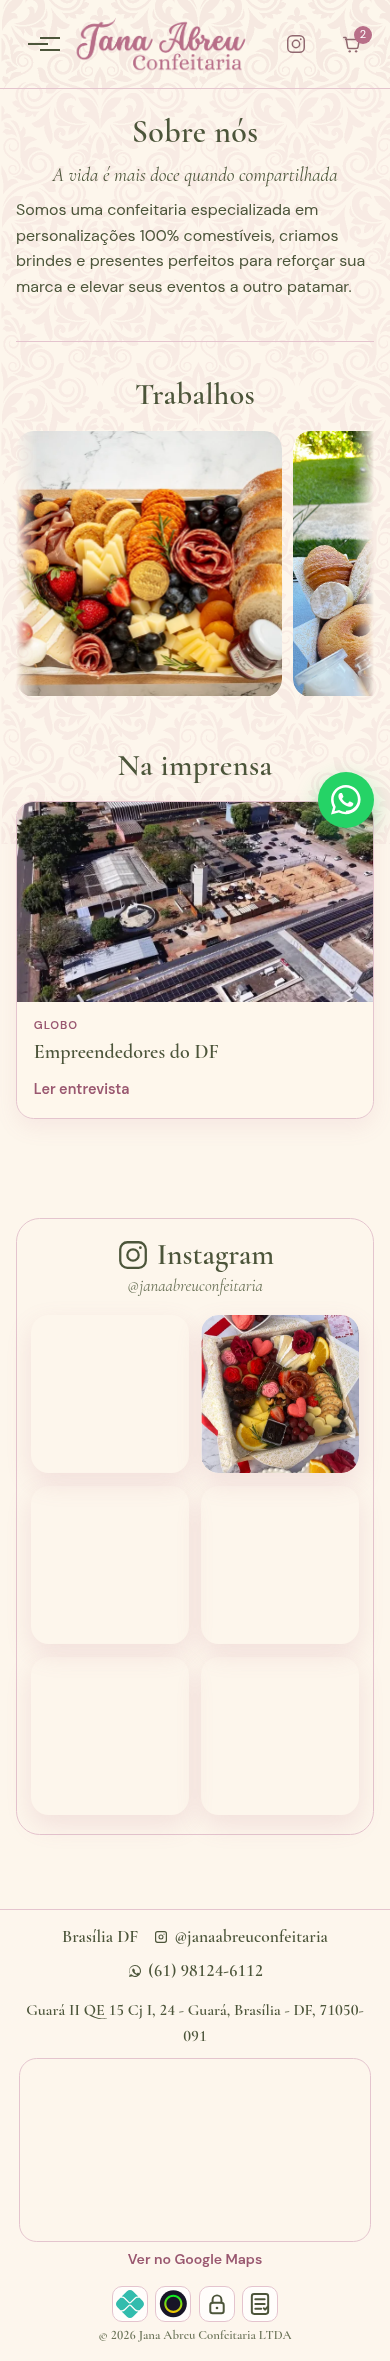 Jana Abreu
Confeitaria
2
Sobre nós
A vida é mais doce quando compartilhada
Somos uma confeitaria especializada em
personalizações 100% comestíveis, criamos
brindes e presentes perfeitos para reforçar sua
marca e elevar seus eventos a outro patamar.
Trabalhos
Na imprensa
GLOBO
Empreendedores do DF
Ler entrevista
Instagram
@janaabreuconfeitaria
Brasília DF @janaabreuconfeitaria
(61) 98124-6112
Guará II QE 15 Cj I, 24 - Guará, Brasília - DF, 71050-
091
Ver no Google Maps
© 2026 Jana Abreu Confeitaria LTDA